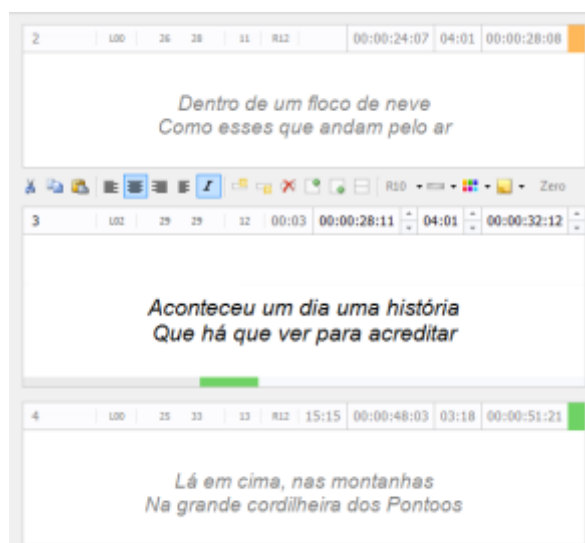 2 L00 26 28 11 R12 00:00:24:07 04:01 00:00:28:08
Dentro de um floco de neve
Como esses que andam pelo ar
I R10 Zero
3 L02 29 29 12 00:03 00:00:28:11 04:01 00:00:32:12
Aconteceu um dia uma história
Que há que ver para acreditar
4 L00 25 33 13 R12 15:15 00:00:48:03 03:18 00:00:51:21
Lá em cima, nas montanhas
Na grande cordilheira dos Pontoos